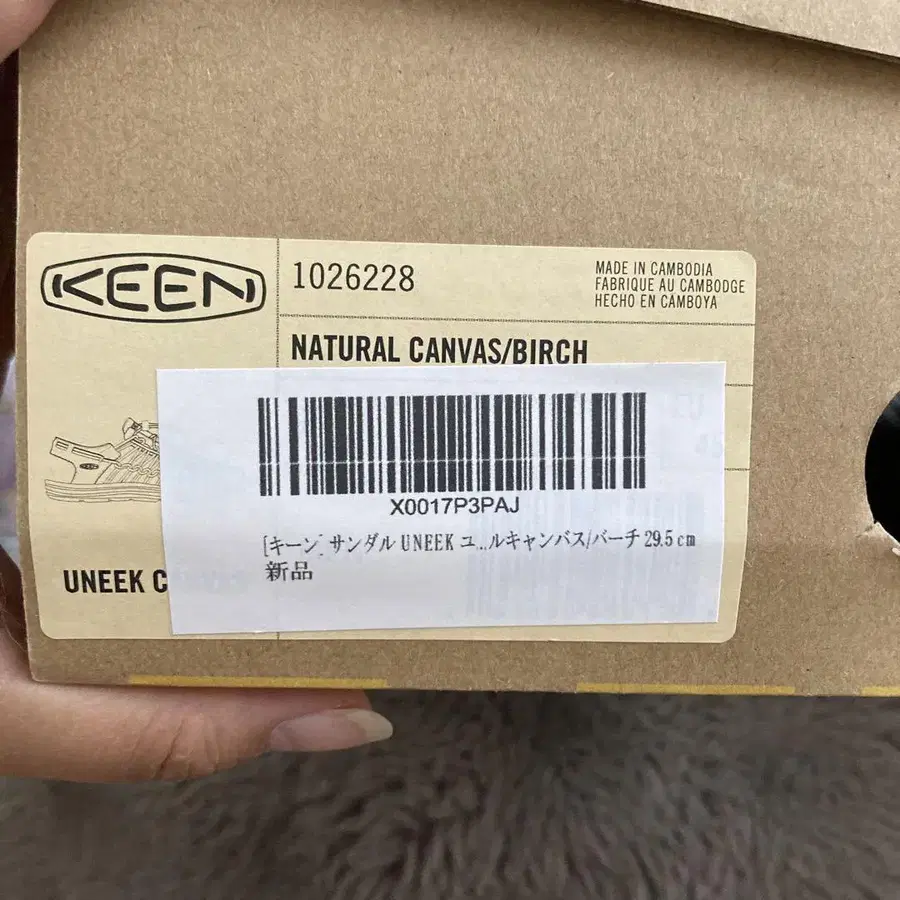 KEEN
1026228
MADE IN CAMBODIA
FABRIQUE AU CAMBODGE
HECHO EN CAMBOYA
NATURAL CANVAS/BIRCH
X0017P3PAJ
[キーン] サンダル UNEEK ユ...ルキャンバス/バーチ 29.5 cm
新品
UNEEK C